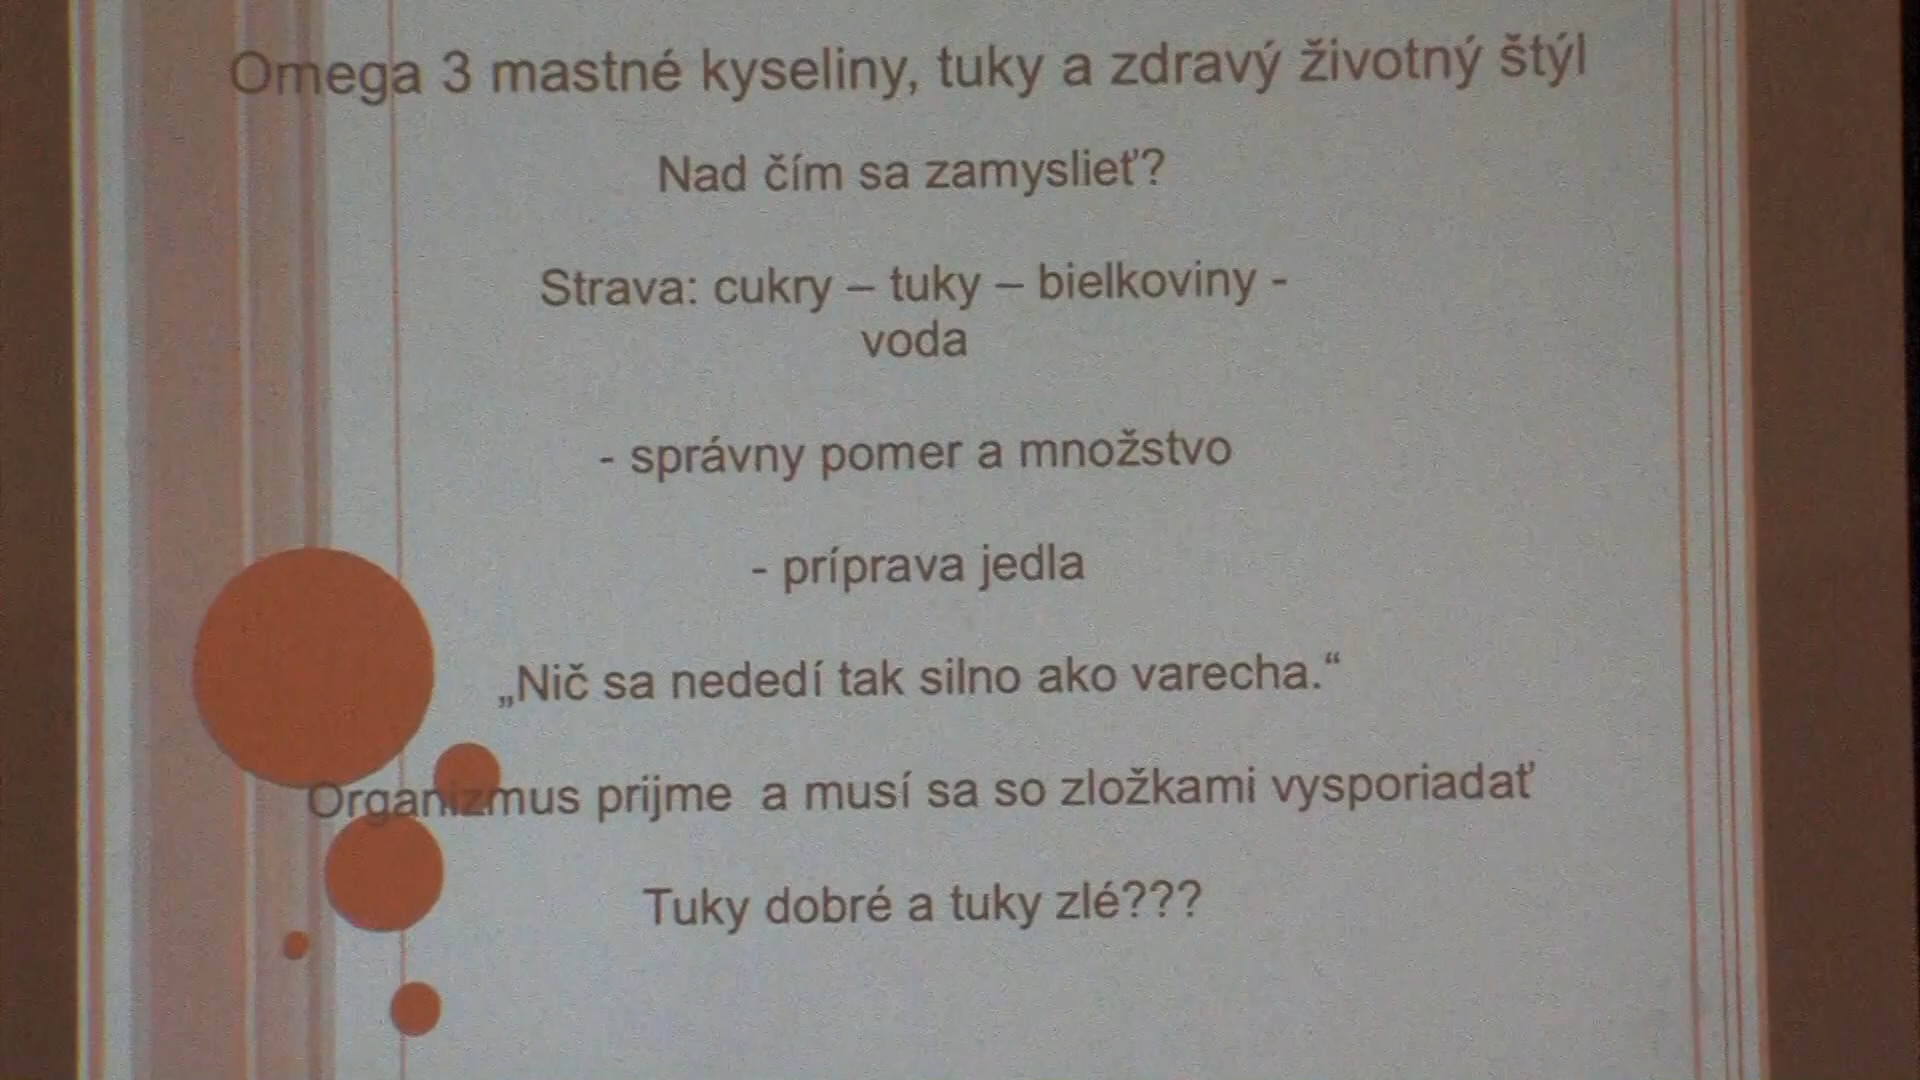 Omega 3 mastné kyseliny, tuky a zdravý životný štýl
Nad čím sa zamyslieť?
Strava: cukry – tuky – bielkoviny -
voda
- správny pomer a množstvo
- príprava jedla
„Nič sa nededí tak silno ako varecha.“
Organizmus prijme  a musí sa so zložkami vysporiadať
Tuky dobré a tuky zlé???